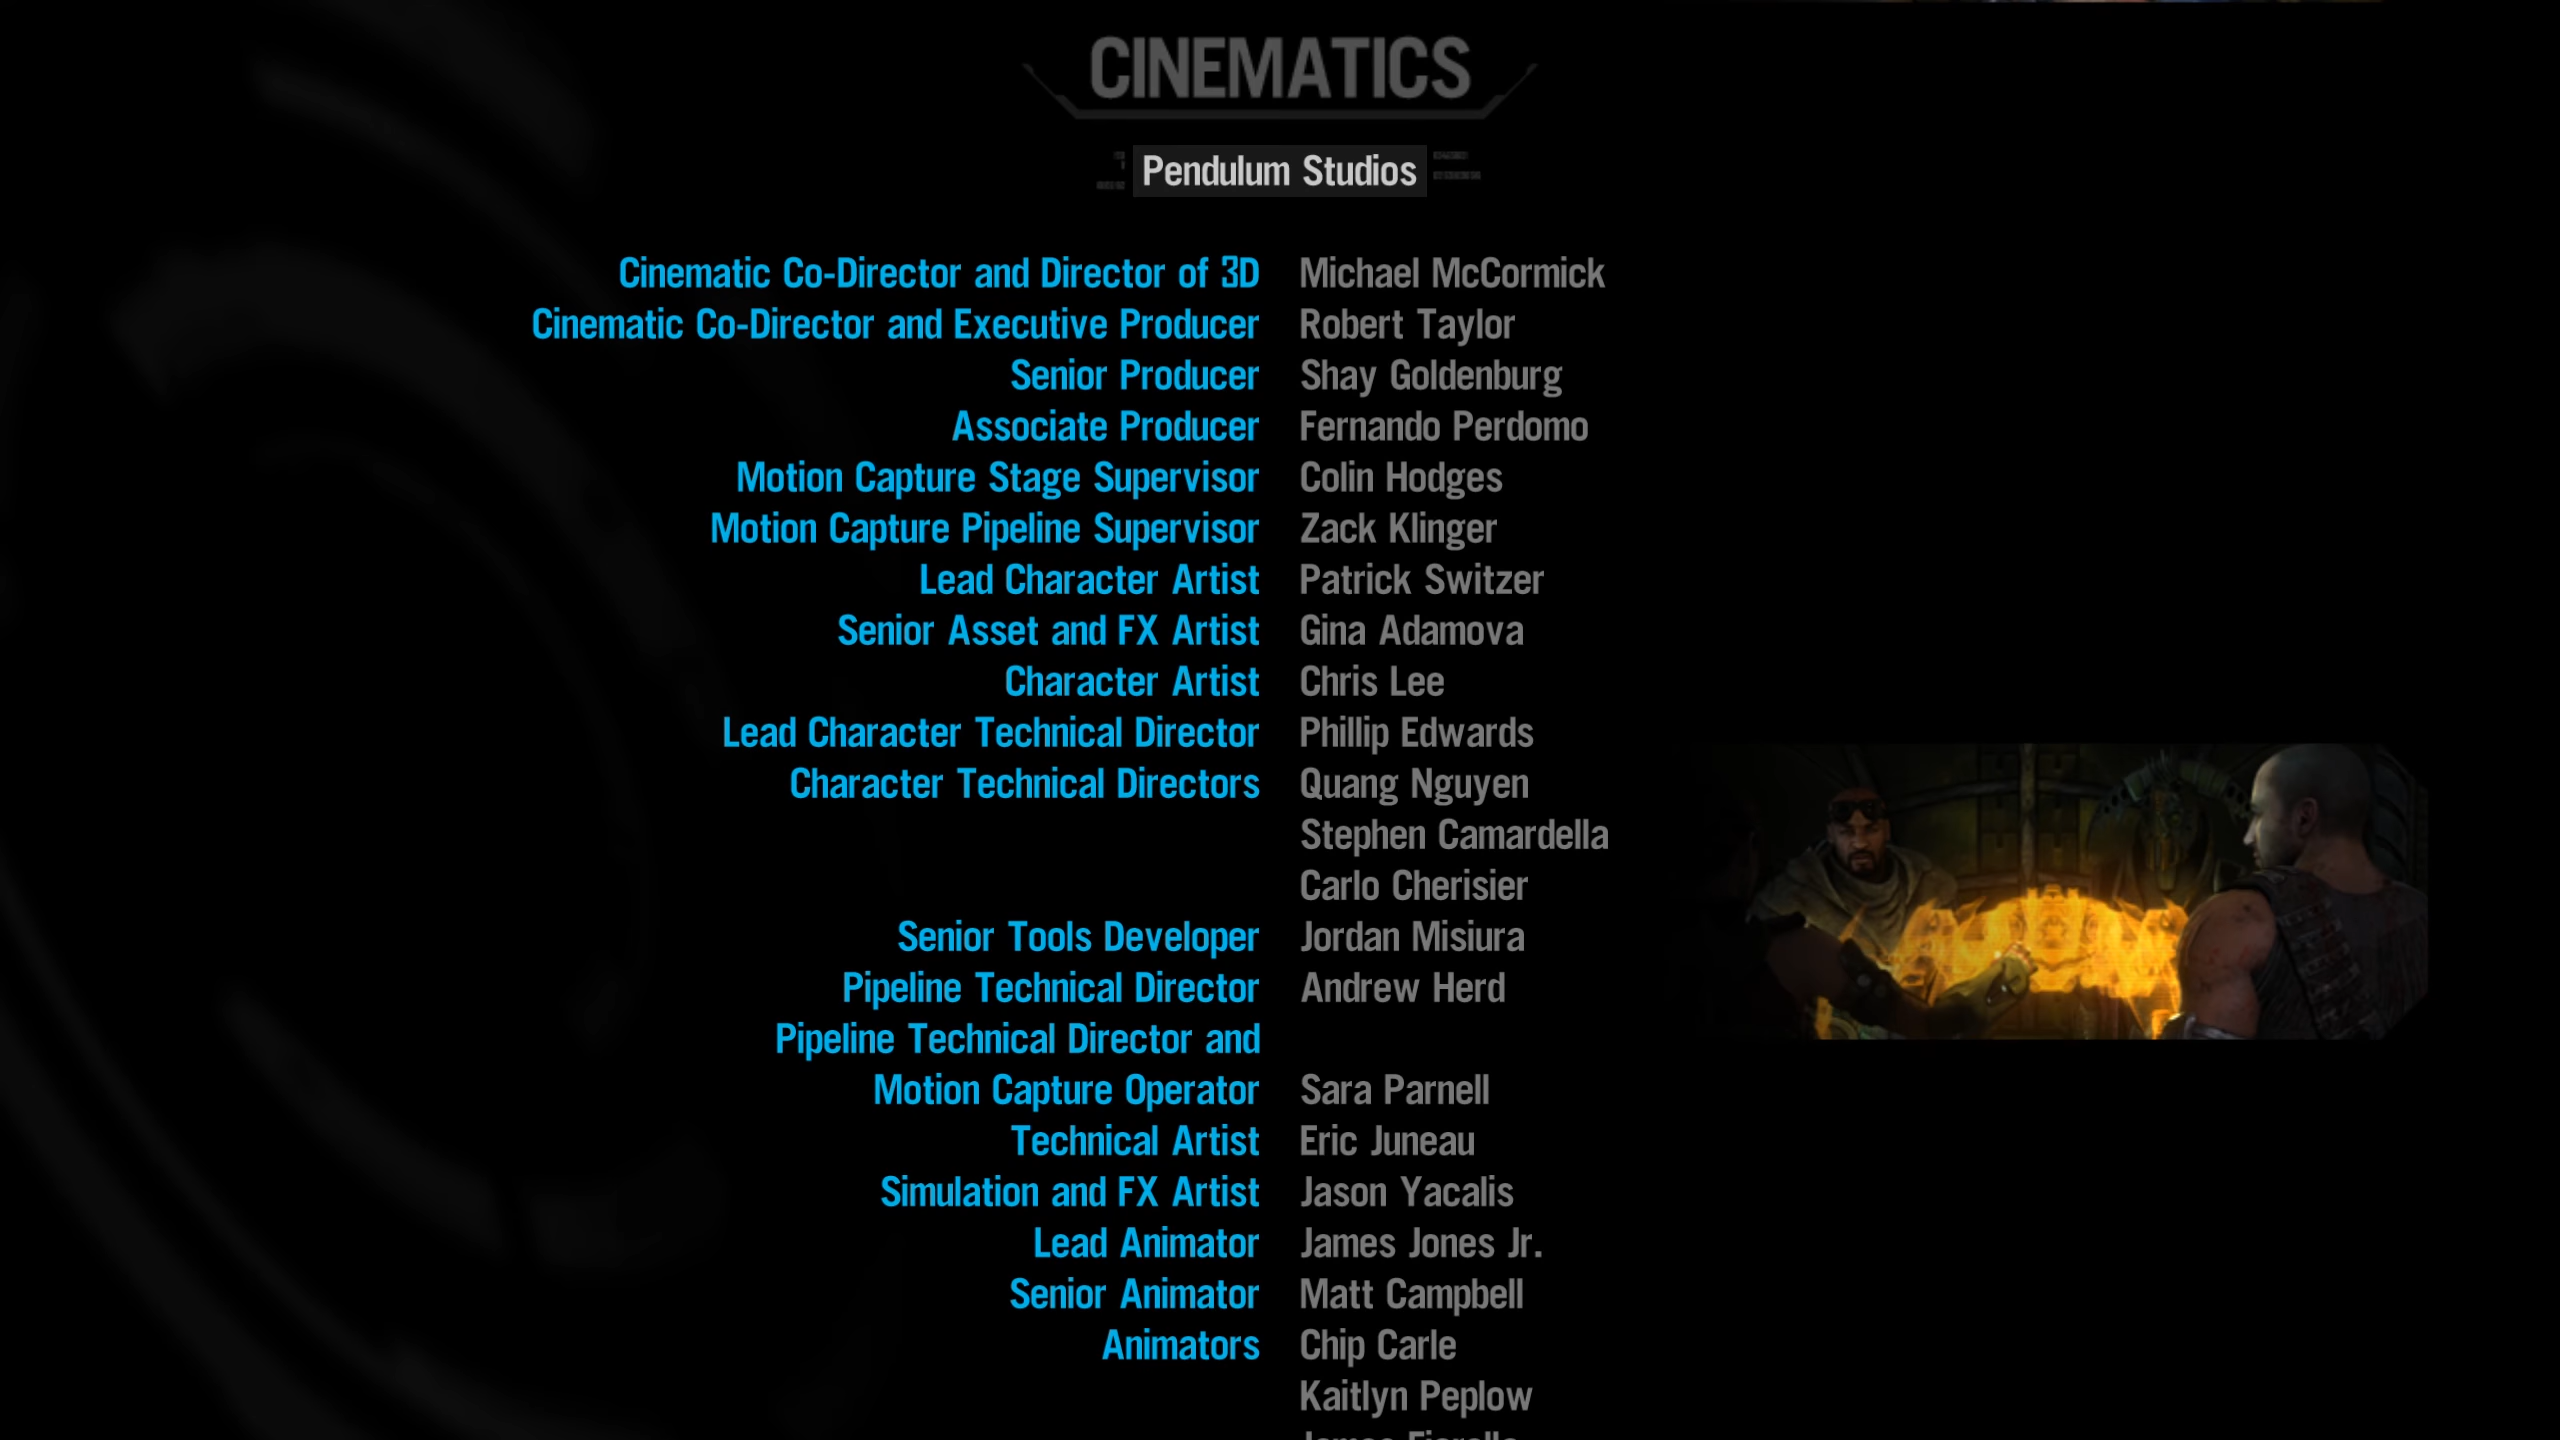 CINEMATICS
Pendulum Studios
Cinematic Co-Director and Director of 3D Michael McCormick
Cinematic Co-Director and Executive Producer Robert Taylor
Senior Producer Shay Goldenburg
Associate Producer Fernando Perdomo
Motion Capture Stage Supervisor Colin Hodges
Motion Capture Pipeline Supervisor Zack Klinger
Lead Character Artist Patrick Switzer
Senior Asset and FX Artist Gina Adamova
Character Artist Chris Lee
Lead Character Technical Director Phillip Edwards
Character Technical Directors Quang Nguyen
Stephen Camardella
Carlo Cherisier
Senior Tools Developer Jordan Misiura
Pipeline Technical Director Andrew Herd
Pipeline Technical Director and
Motion Capture Operator Sara Parnell
Technical Artist Eric Juneau
Simulation and FX Artist Jason Yacalis
Lead Animator James Jones Jr.
Senior Animator Matt Campbell
Animators Chip Carle
Kaitlyn Peplow